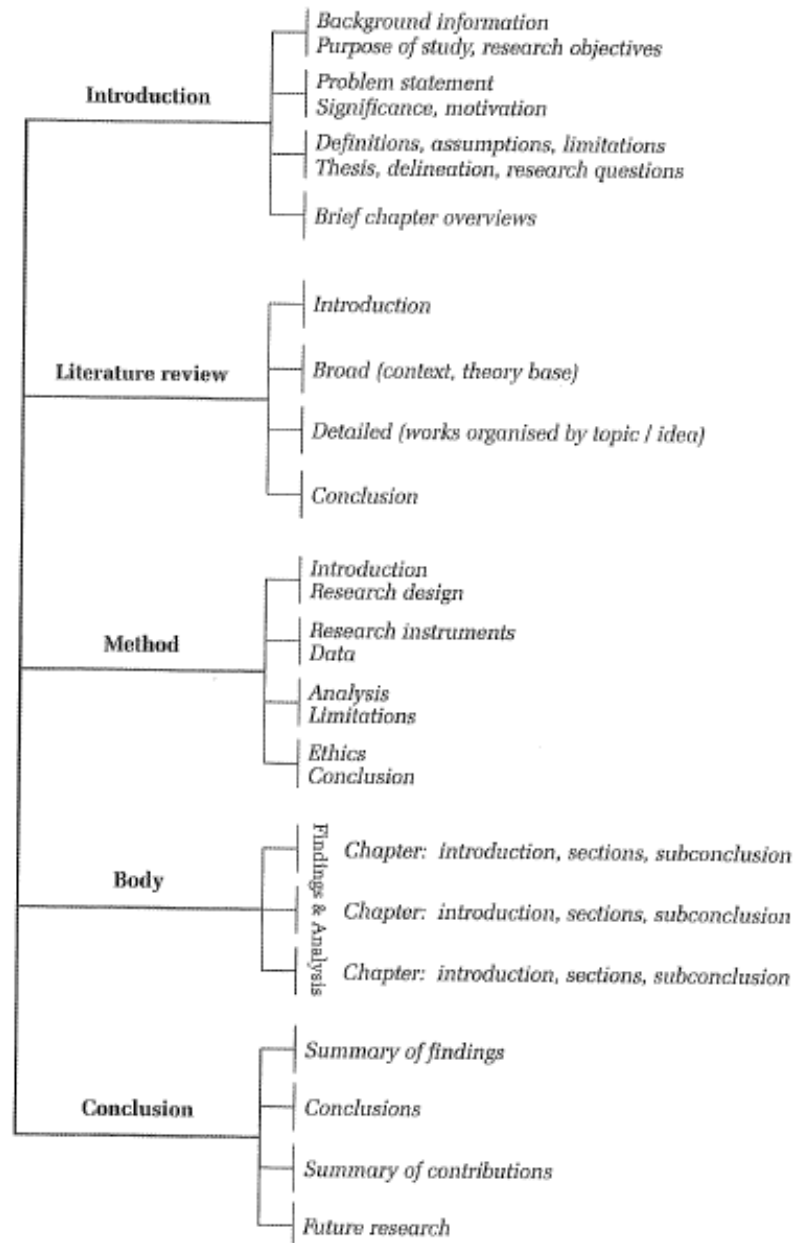 Introduction
Background information
Purpose of study, research objectives
Problem statement
Significance, motivation
Definitions, assumptions, limitations
Thesis, delineation, research questions
Brief chapter overviews
Literature review
Introduction
Broad (context, theory base)
Detailed (works organised by topic / idea)
Conclusion
Method
Introduction
Research design
Research instruments
Data
Analysis
Limitations
Ethics
Conclusion
Body
Findings & Analysis
Chapter: introduction, sections, subconclusion
Chapter: introduction, sections, subconclusion
Chapter: introduction, sections, subconclusion
Conclusion
Summary of findings
Conclusions
Summary of contributions
Future research